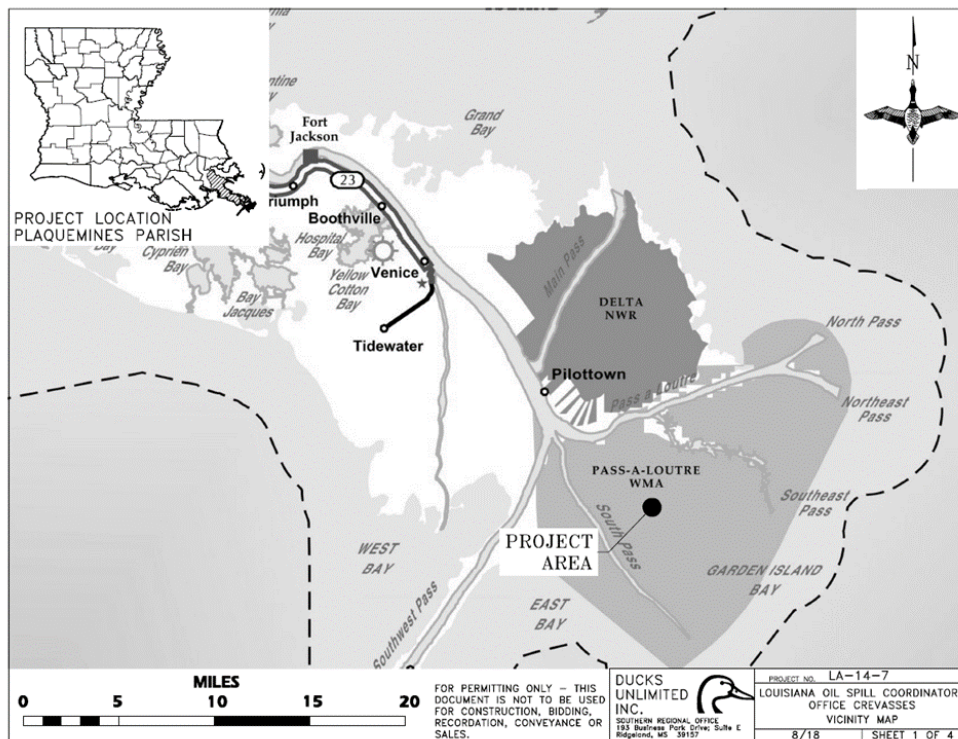 PROJECT LOCATION
PLAQUEMINES PARISH
Grand
Bay
N
Fort
Jackson
23
Triumph
Boothville
Hospital
Bay
Cyprien
Bay
Venice
Yellow
Cotton
Bay
Bay
Jacques
Tidewater
Main Pass
DELTA
NWR
North Pass
Pilottown
Pass a Loutre
Northeast
Pass
PASS-A-LOUTRE
WMA
Southeast
Pass
South Pass
PROJECT
AREA
WEST
BAY
GARDEN ISLAND
BAY
EAST
BAY
Southwest Pass
MILES
0 5 10 15 20
FOR PERMITTING ONLY – THIS
DOCUMENT IS NOT TO BE USED
FOR CONSTRUCTION, BIDDING,
RECORDATION, CONVEYANCE OR
SALES.
DUCKS
UNLIMITED
INC.
SOUTHERN REGIONAL OFFICE
193 Business Park Drive; Suite E
Ridgeland, MS 39157
PROJECT NO. LA-14-7
LOUISIANA OIL SPILL COORDINATOR
OFFICE CREVASSES
VICINITY MAP
8/18 SHEET 1 OF 4